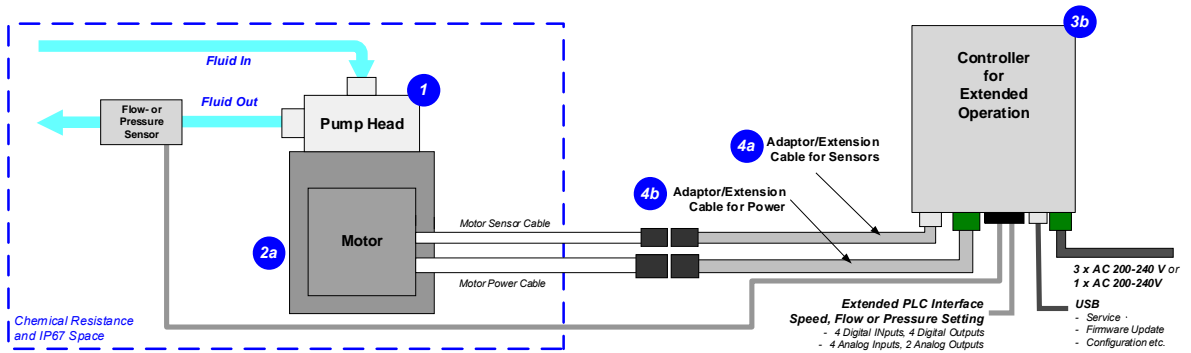 Fluid In
Fluid Out
Flow- or
Pressure
Sensor
1
Pump Head
2a
Motor
Motor Sensor Cable
Motor Power Cable
Chemical Resistance
and IP67 Space
4a
Adaptor/Extension
Cable for Sensors
4b
Adaptor/Extension
Cable for Power
3b
Controller
for
Extended
Operation
3 x AC 200-240 V or
1 x AC 200-240V
Extended PLC Interface
Speed, Flow or Pressure Setting
- 4 Digital INputs, 4 Digital Outputs
- 4 Analog Inputs, 2 Analog Outputs
USB
- Service ·
- Firmware Update
- Configuration etc.